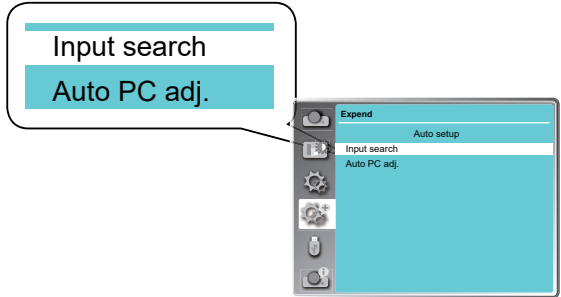 Input search
Auto PC adj.
Expend
Auto setup
Input search
Auto PC adj.